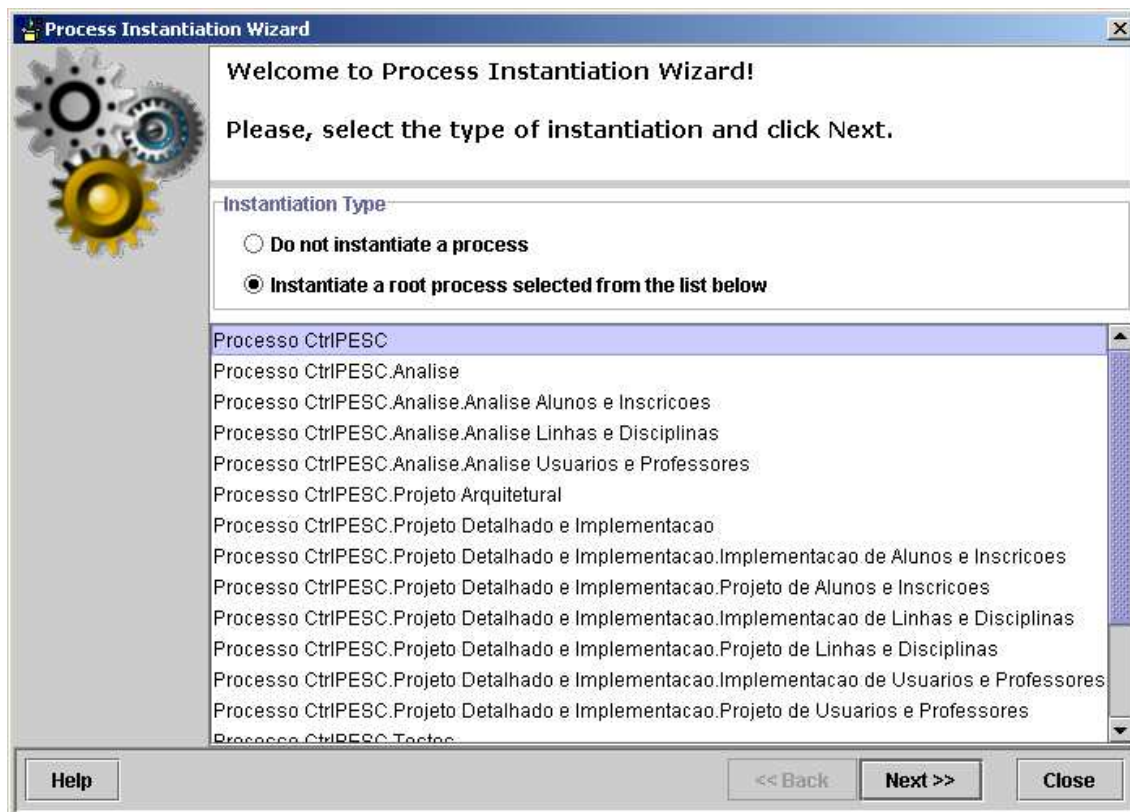 Process Instantiation Wizard
Welcome to Process Instantiation Wizard!
Please, select the type of instantiation and click Next.
Instantiation Type
Do not instantiate a process
Instantiate a root process selected from the list below
Processo CtrlPESC
Processo CtrlPESC.Analise
Processo CtrlPESC.Analise.Analise Alunos e Inscricoes
Processo CtrlPESC.Analise.Analise Linhas e Disciplinas
Processo CtrlPESC.Analise.Analise Usuarios e Professores
Processo CtrlPESC.Projeto Arquitetural
Processo CtrlPESC.Projeto Detalhado e Implementacao
Processo CtrlPESC.Projeto Detalhado e Implementacao.Implementacao de Alunos e Inscricoes
Processo CtrlPESC.Projeto Detalhado e Implementacao.Projeto de Alunos e Inscricoes
Processo CtrlPESC.Projeto Detalhado e Implementacao.Implementacao de Linhas e Disciplinas
Processo CtrlPESC.Projeto Detalhado e Implementacao.Projeto de Linhas e Disciplinas
Processo CtrlPESC.Projeto Detalhado e Implementacao.Implementacao de Usuarios e Professores
Processo CtrlPESC.Projeto Detalhado e Implementacao.Projeto de Usuarios e Professores
Processo CtrlPESC.Testes
Help << Back Next >> Close